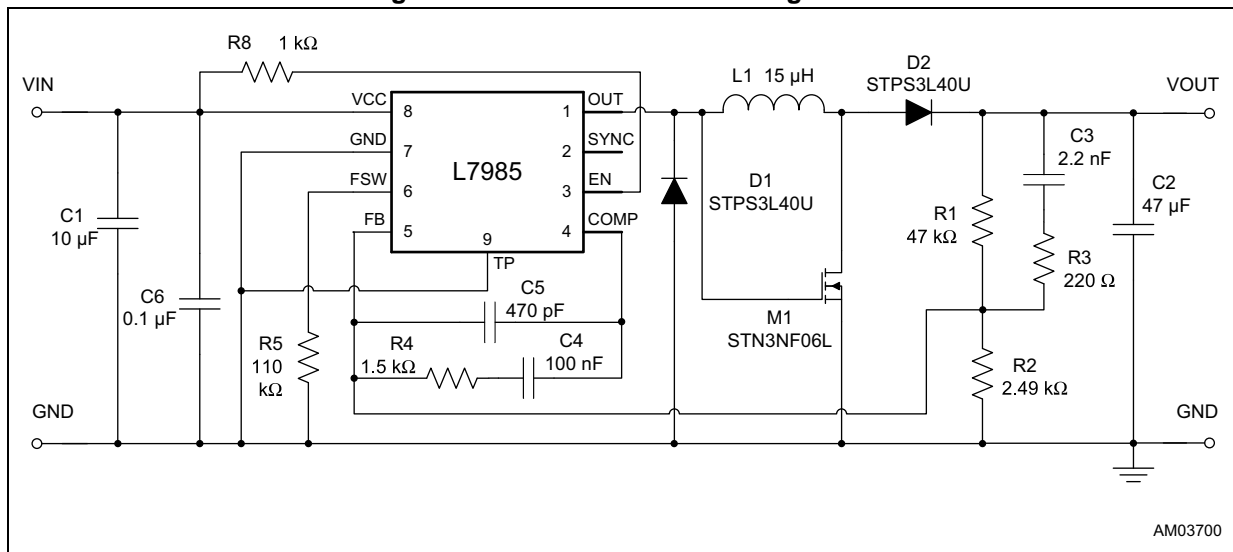 R8 1 kΩ
VIN
VCC
GND
FSW
FB
8
7
6
5
L7985
9
TP
1
2
3
4
OUT
SYNC
EN
COMP
L1 15 µH
D2
STPS3L40U
VOUT
D1
STPS3L40U
C1
10 µF
C6
0.1 µF
R5
110
kΩ
C5
470 pF
R4
1.5 kΩ
C4
100 nF
M1
STN3NF06L
R1
47 kΩ
C3
2.2 nF
R3
220 Ω
C2
47 µF
R2
2.49 kΩ
GND
GND
AM03700